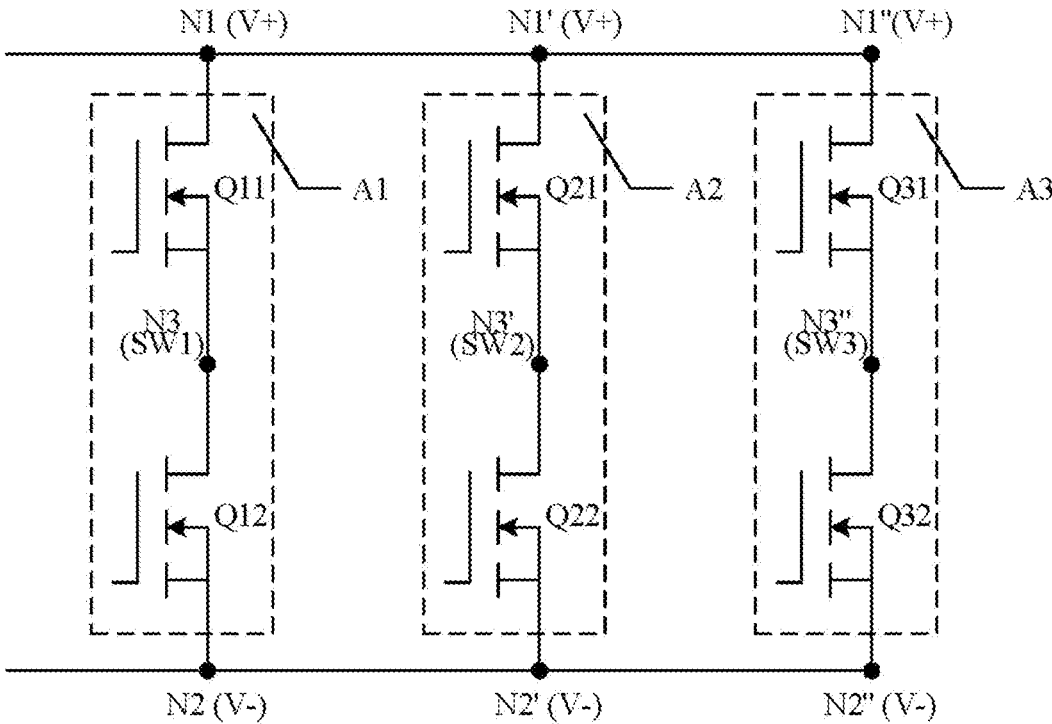 N1 (V+)
N1' (V+)
N1"(V+)
Q11
A1
Q21
A2
Q31
A3
N3
(SW1)
N3'
(SW2)
N3"
(SW3)
Q12
Q22
Q32
N2 (V-)
N2' (V-)
N2" (V-)